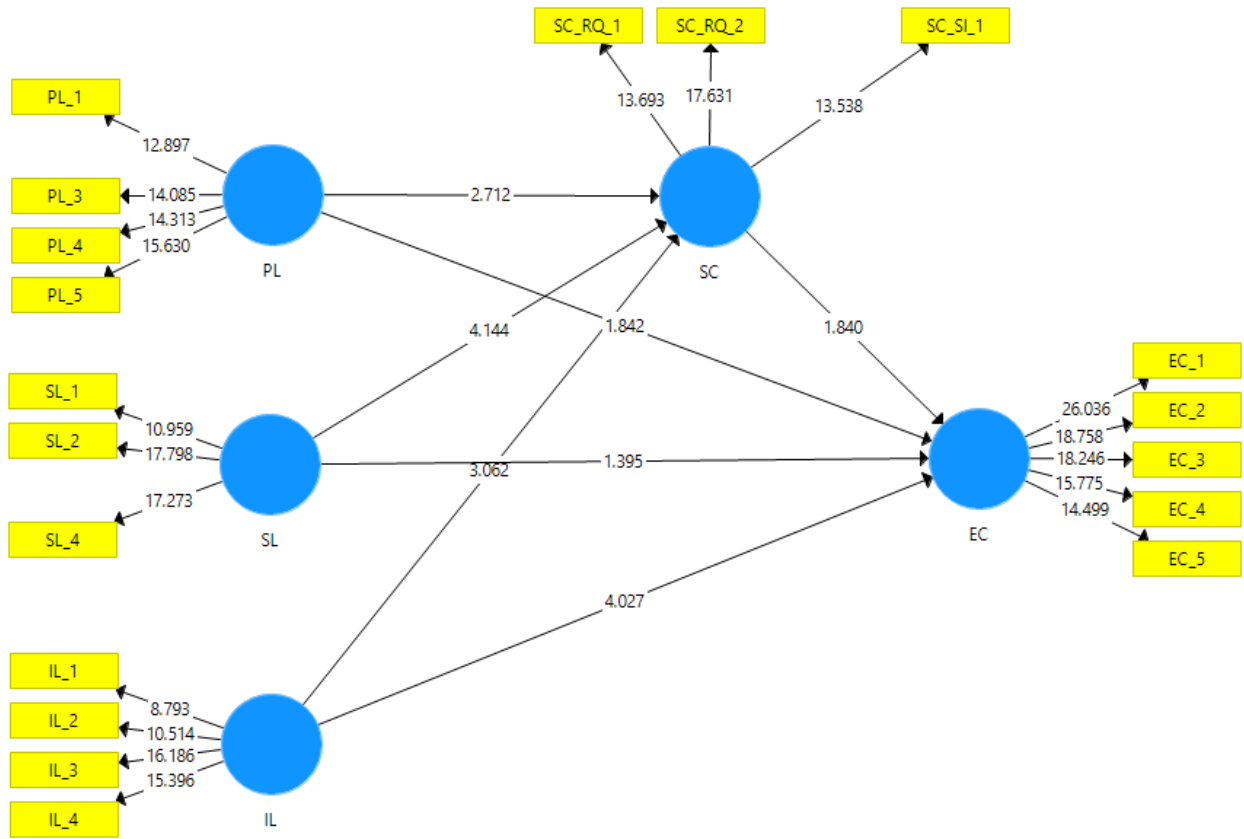 SC_RQ_1
SC_RQ_2
SC_SI_1
PL_1
13.693
17.631
13.538
12.897
PL_3
14.085
2.712
PL_4
14.313
15.630
PL_5
PL
SC
4.144
1.842
1.840
EC_1
SL_1
10.959
26.036
EC_2
SL_2
17.798
18.758
3.062
1.395
18.246
EC_3
15.775
17.273
14.499
EC_4
SL_4
SL
EC
EC_5
4.027
IL_1
8.793
IL_2
10.514
16.186
IL_3
15.396
IL_4
IL